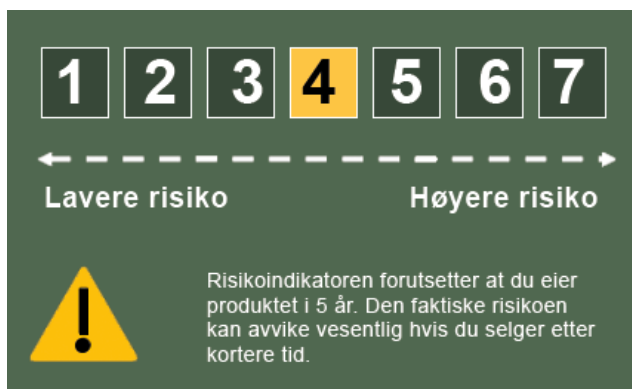 1 2 3 4 5 6 7
Lavere risiko Høyere risiko
Risikoindikatoren forutsetter at du eier
produktet i 5 år. Den faktiske risikoen
kan avvike vesentlig hvis du selger etter
kortere tid.